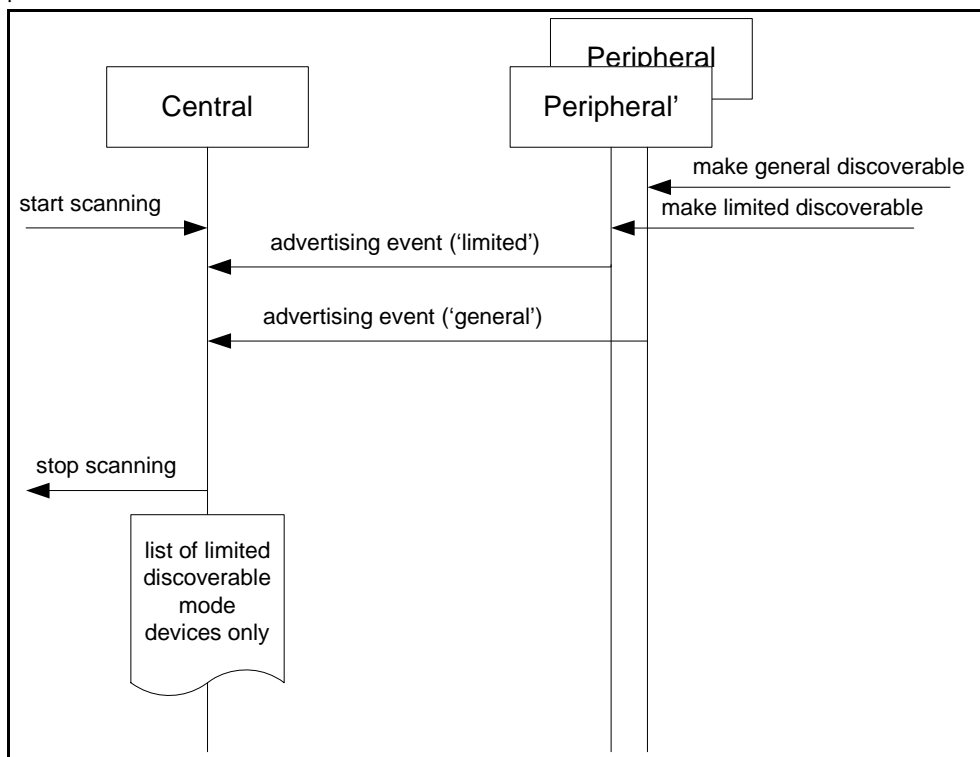 Peripheral
Central
Peripheral’
make general discoverable
start scanning
make limited discoverable
advertising event (‘limited’)
advertising event (‘general’)
stop scanning
list of limited
discoverable
mode
devices only